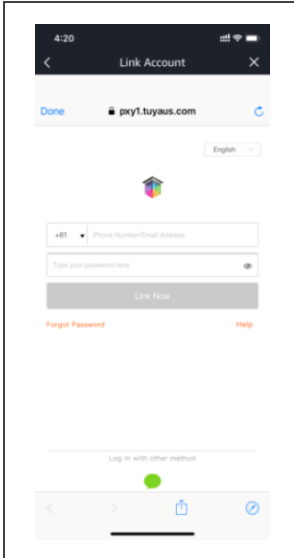 4:20
Link Account
Done pxy1.tuyaus.com
English
+61 Phone Number/Email Address
Type your password here
Link Now
Forgot Password Help
Log in with other method